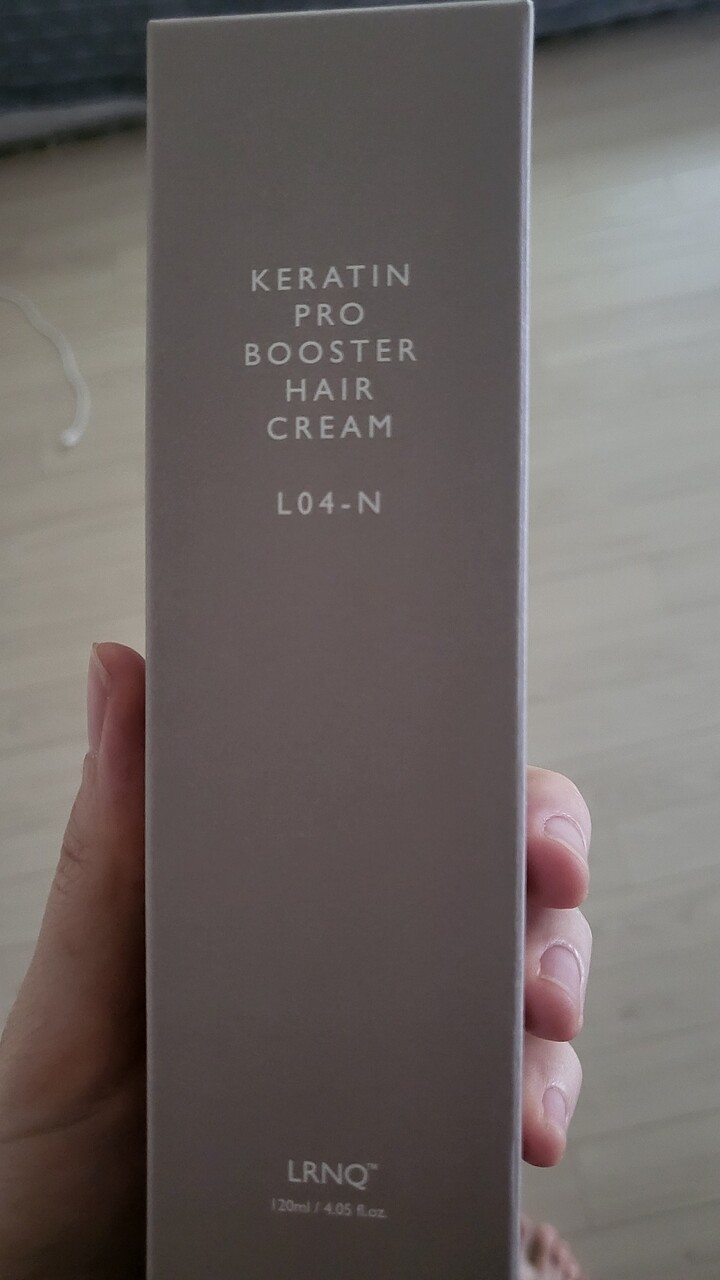 KERATIN
PRO
BOOSTER
HAIR
CREAM
L04-N
LRNQ™
120ml / 4.05 fl.oz.